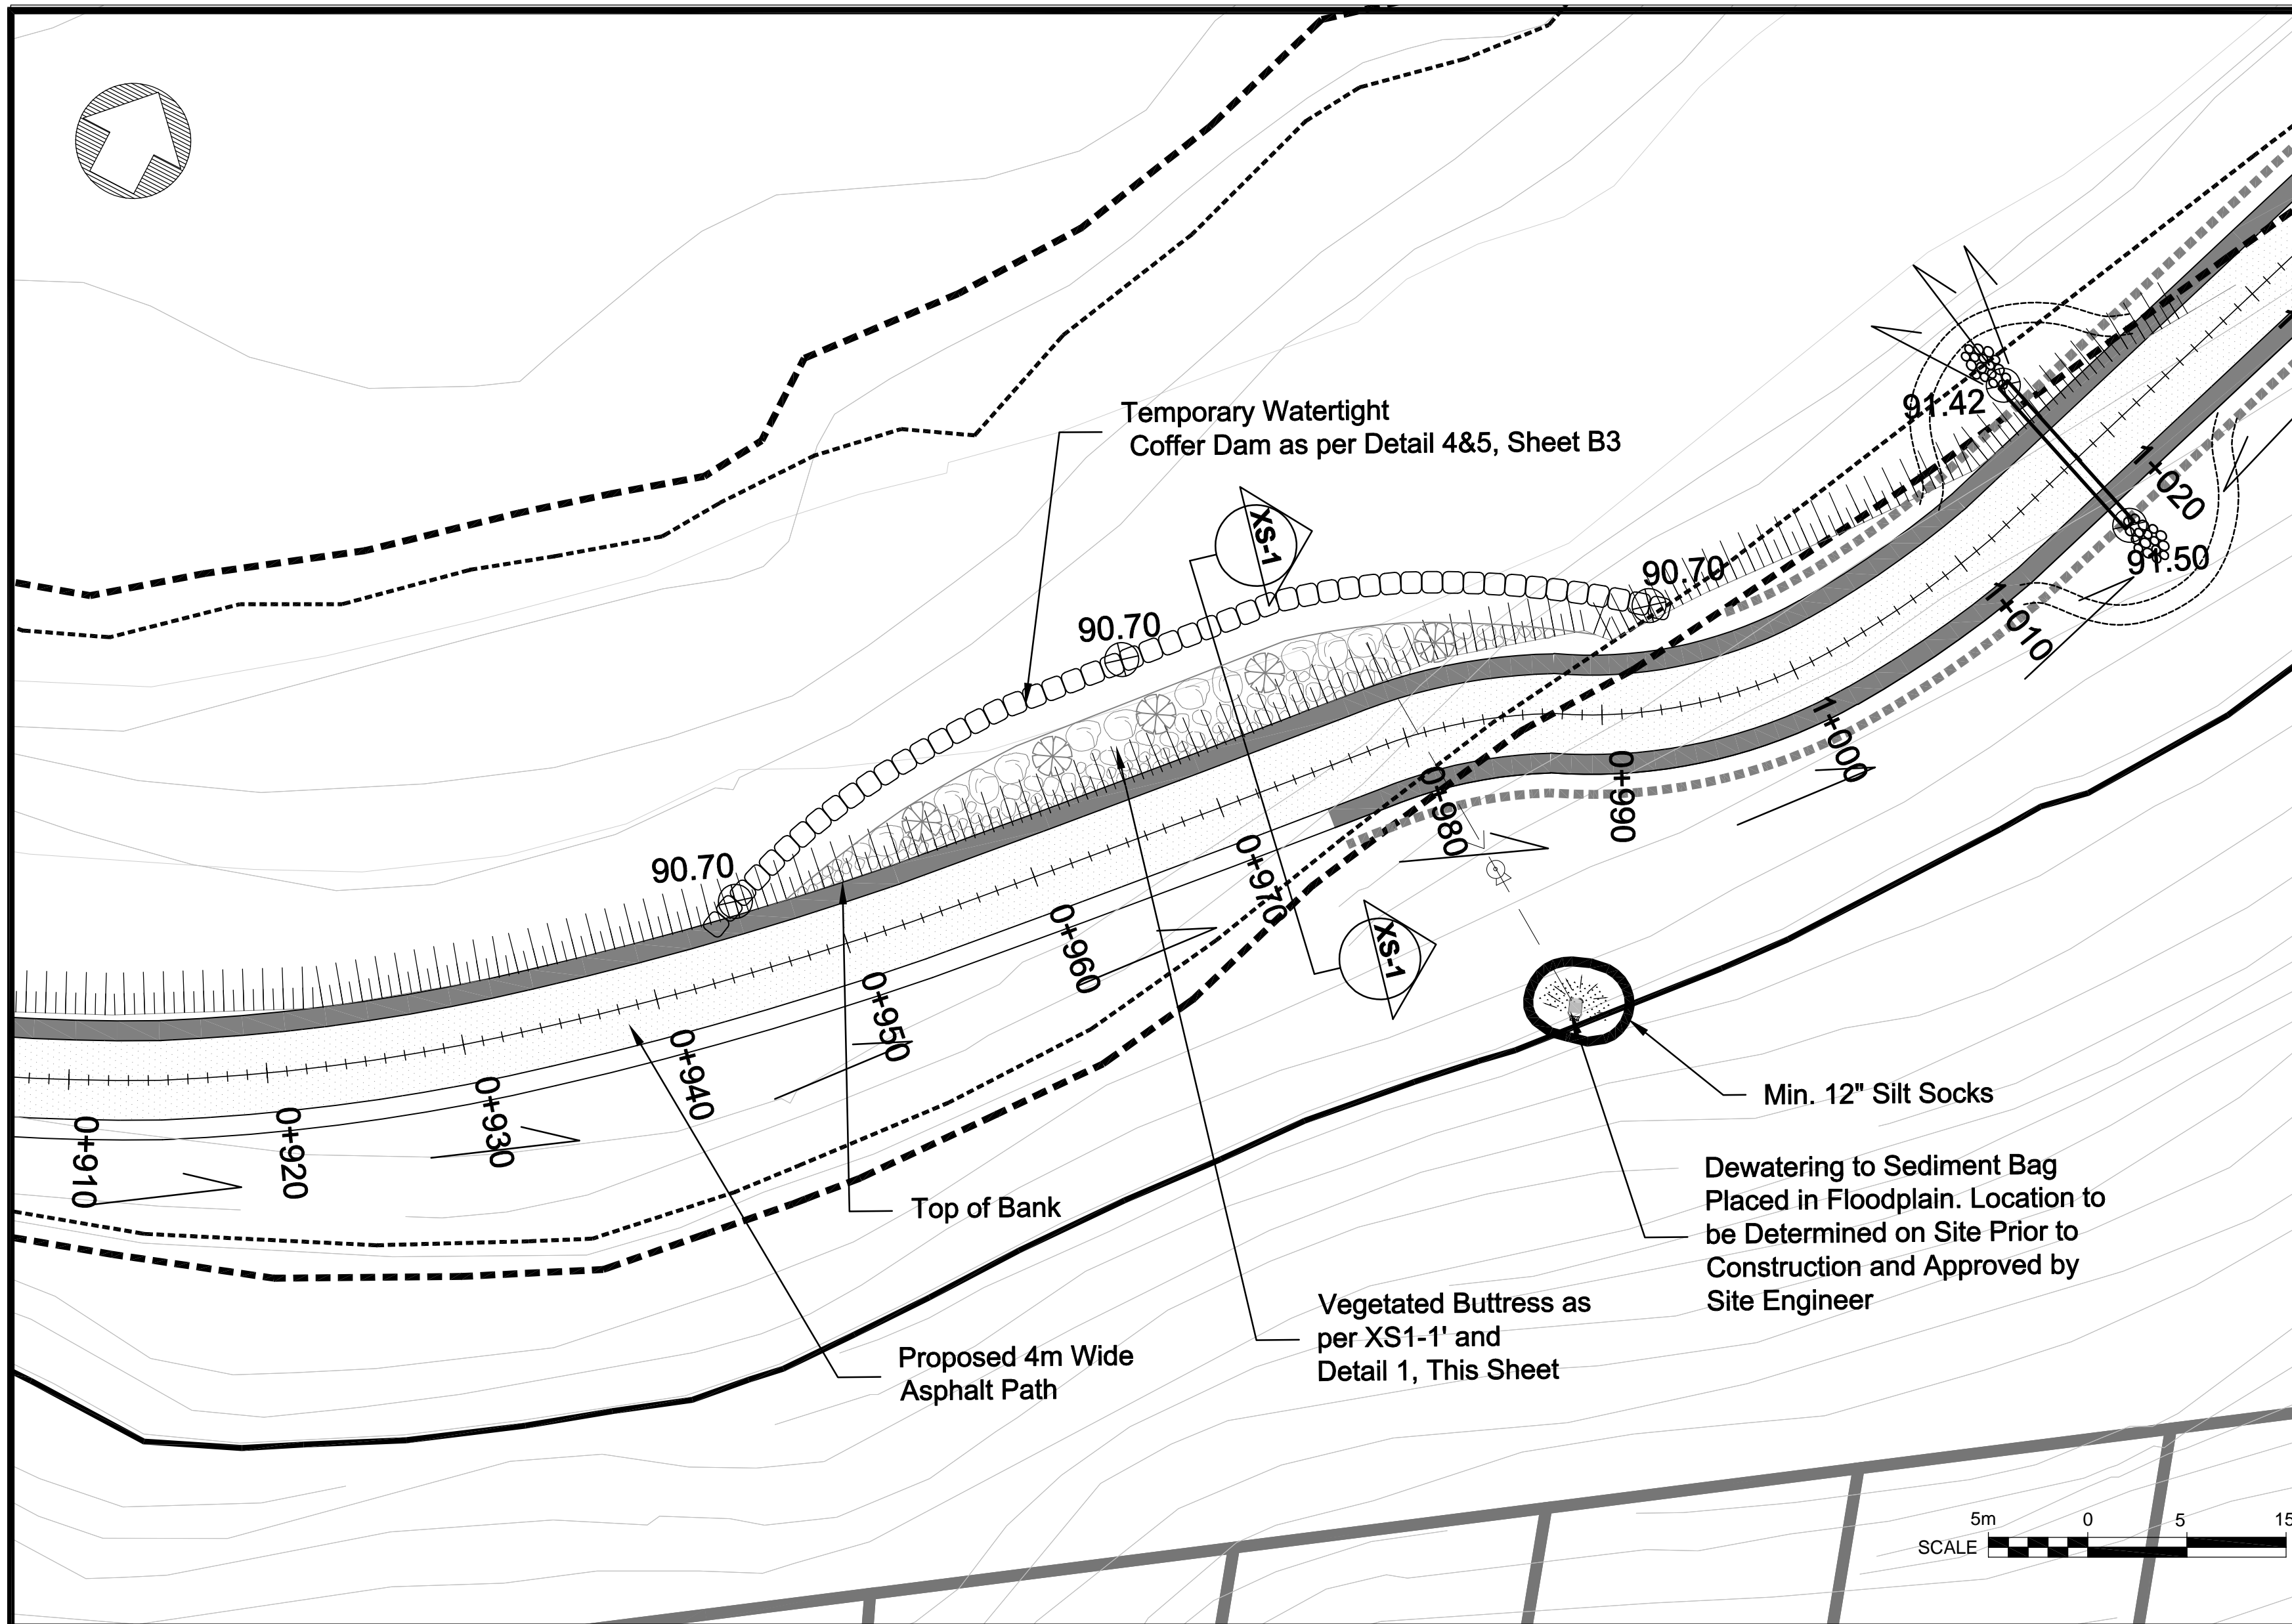 Temporary Watertight
Coffer Dam as per Detail 4&5, Sheet B3
XS-1
91.42
1+020
91.50
90.70
90.70
1+010
1+000
0+990
0+980
90.70
0+970
XS-1
0+960
0+950
0+940
0+930
0+920
0+910
Min. 12" Silt Socks
Dewatering to Sediment Bag
Placed in Floodplain. Location to
be Determined on Site Prior to
Construction and Approved by
Site Engineer
Top of Bank
Vegetated Buttress as
per XS1-1' and
Detail 1, This Sheet
Proposed 4m Wide
Asphalt Path
5m 0 5 15
SCALE